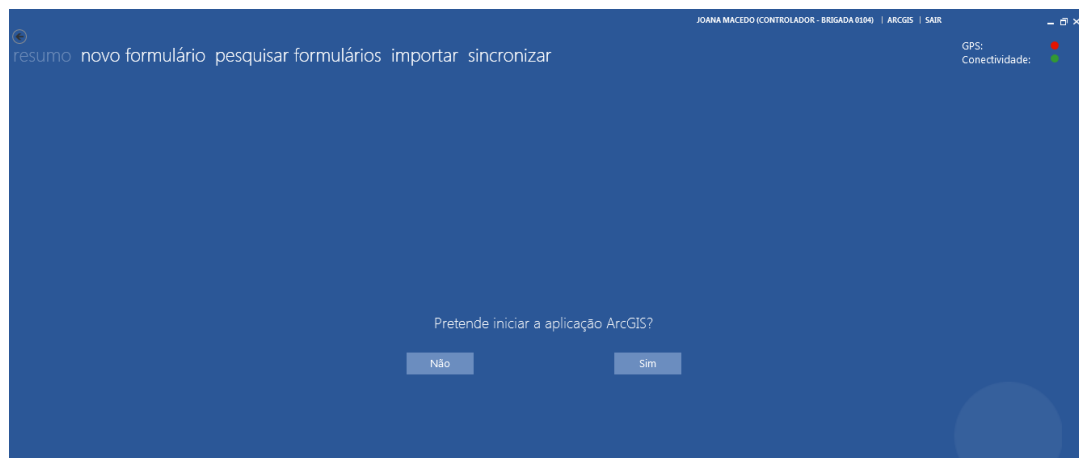 JOANA MACEDO (CONTROLADOR - BRIGADA 0104) | ARCGIS | SAIR
resumo novo formulário pesquisar formulários importar sincronizar
GPS:
Conectividade:
Pretende iniciar a aplicação ArcGIS?
Não Sim